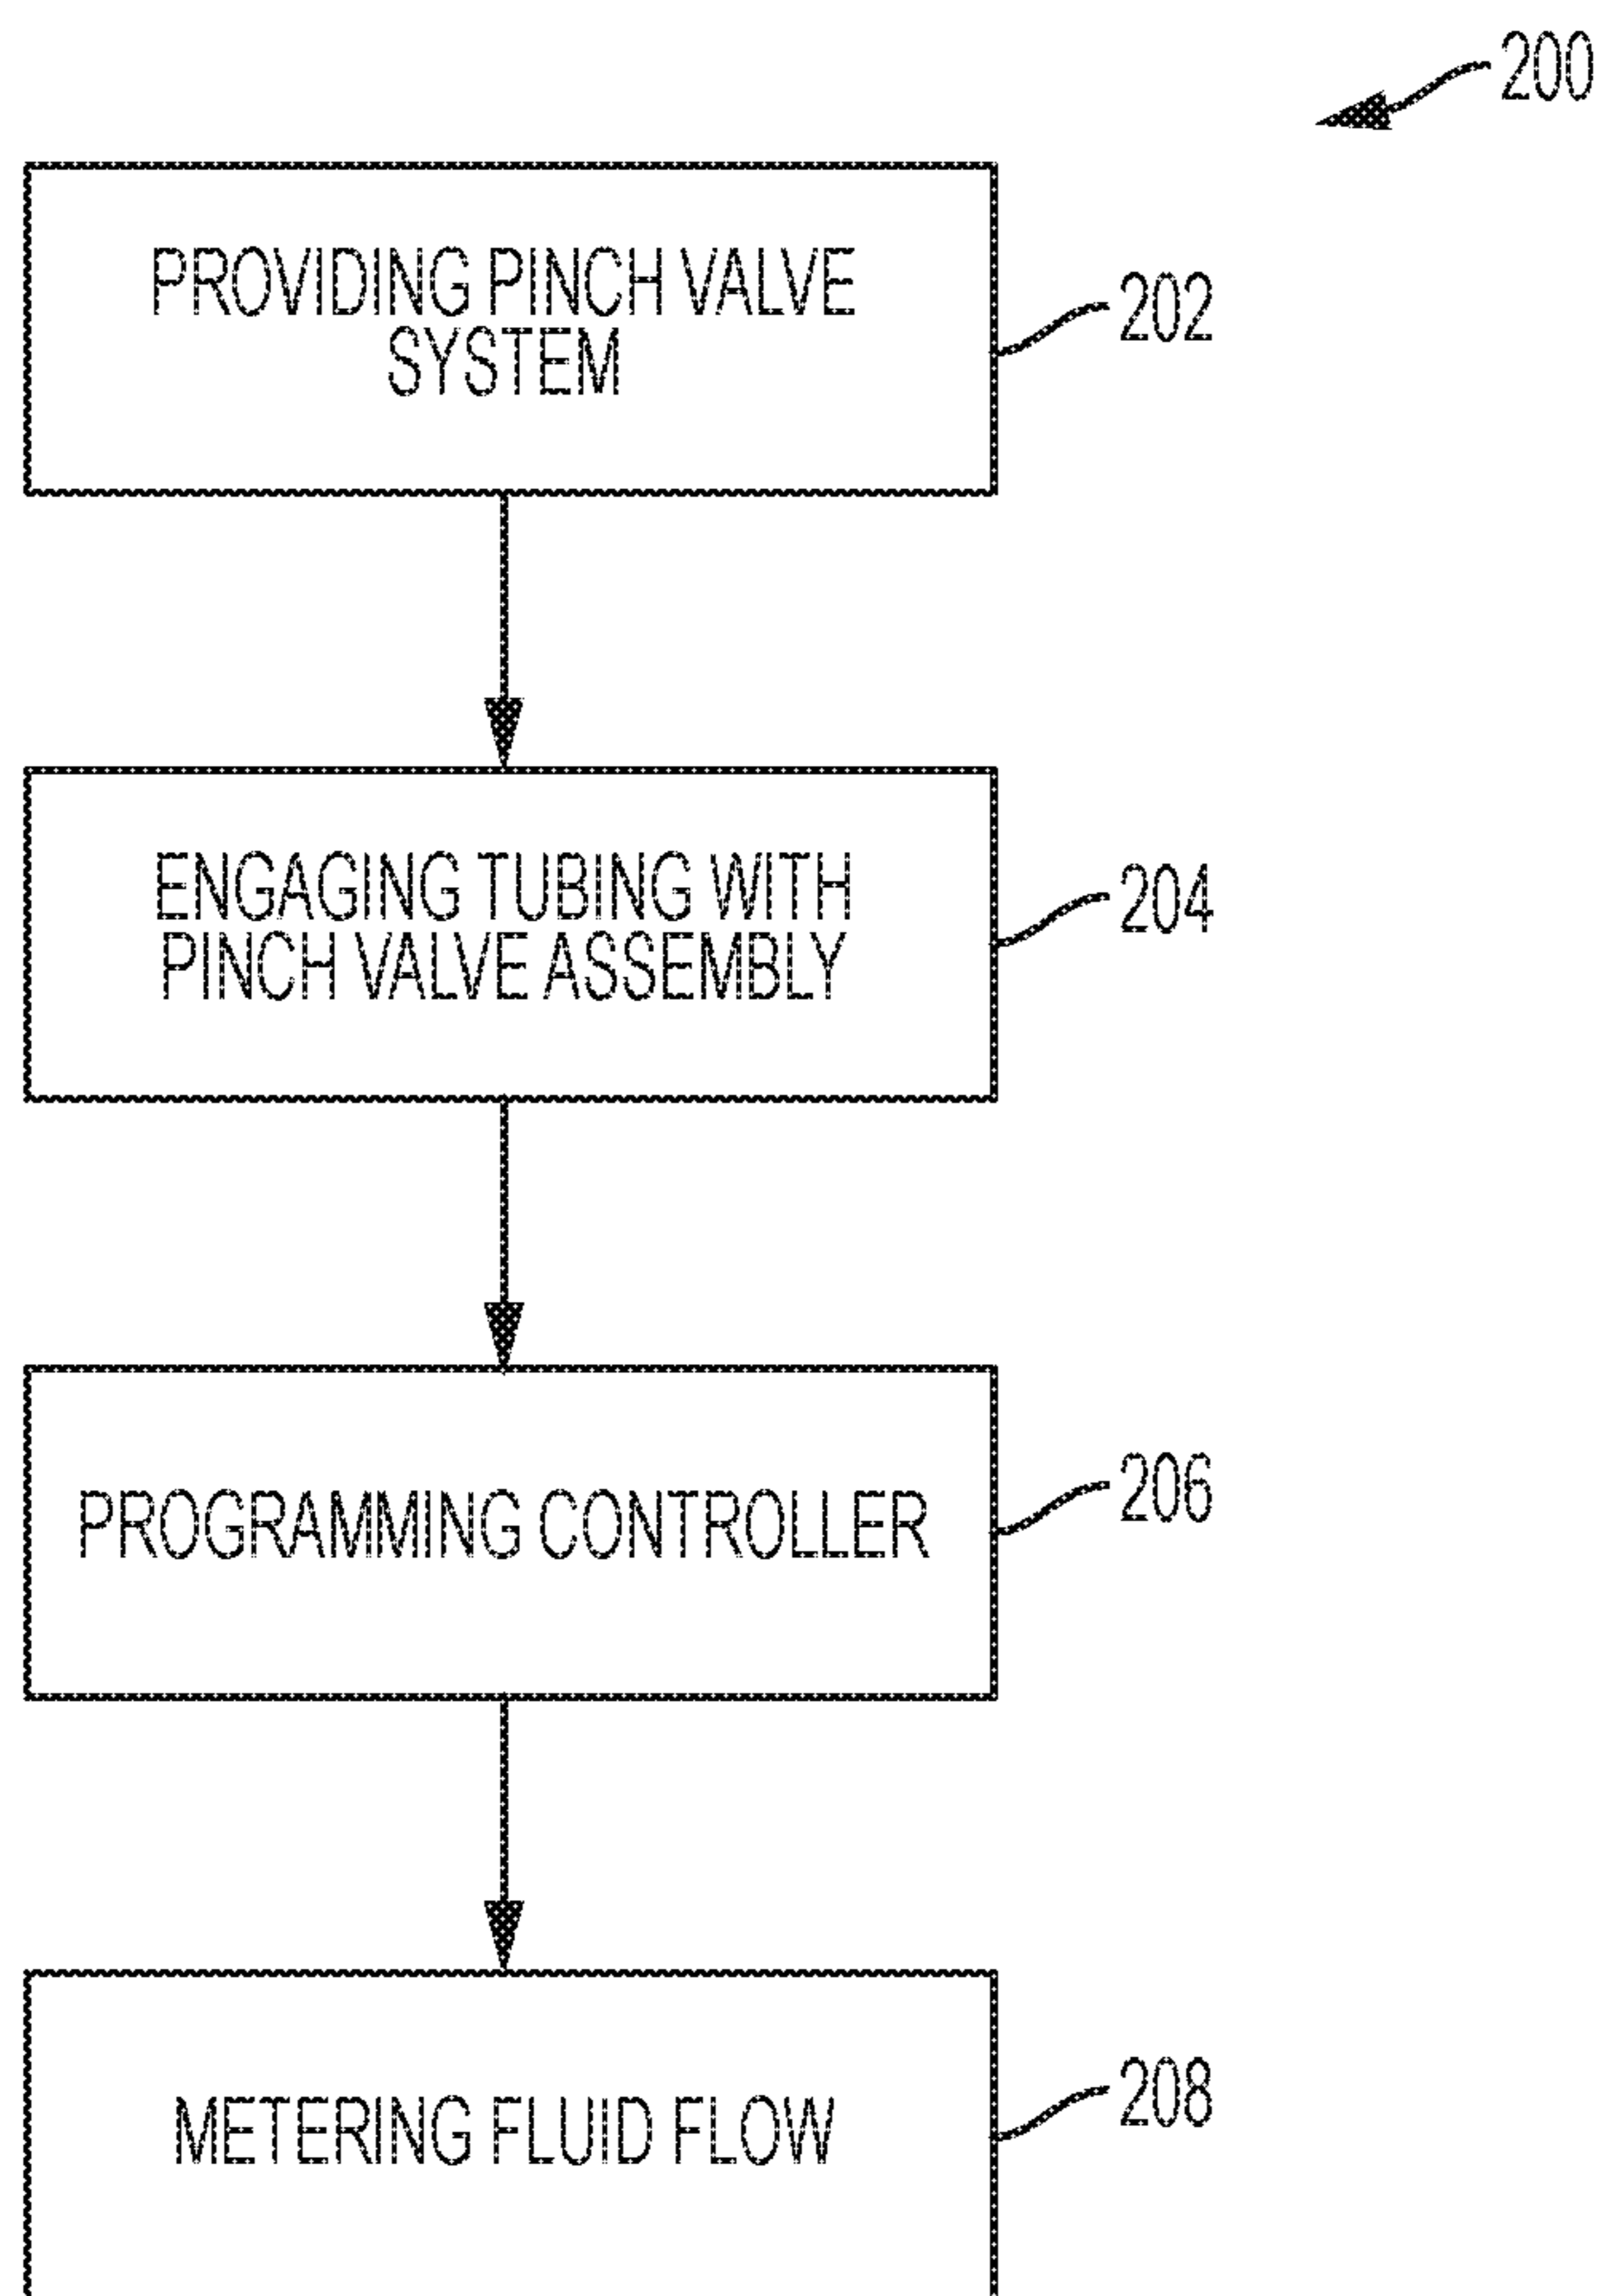 200
PROVIDING PINCH VALVE
SYSTEM
202
ENGAGING TUBING WITH
PINCH VALVE ASSEMBLY
204
PROGRAMMING CONTROLLER
206
METERING FLUID FLOW
208